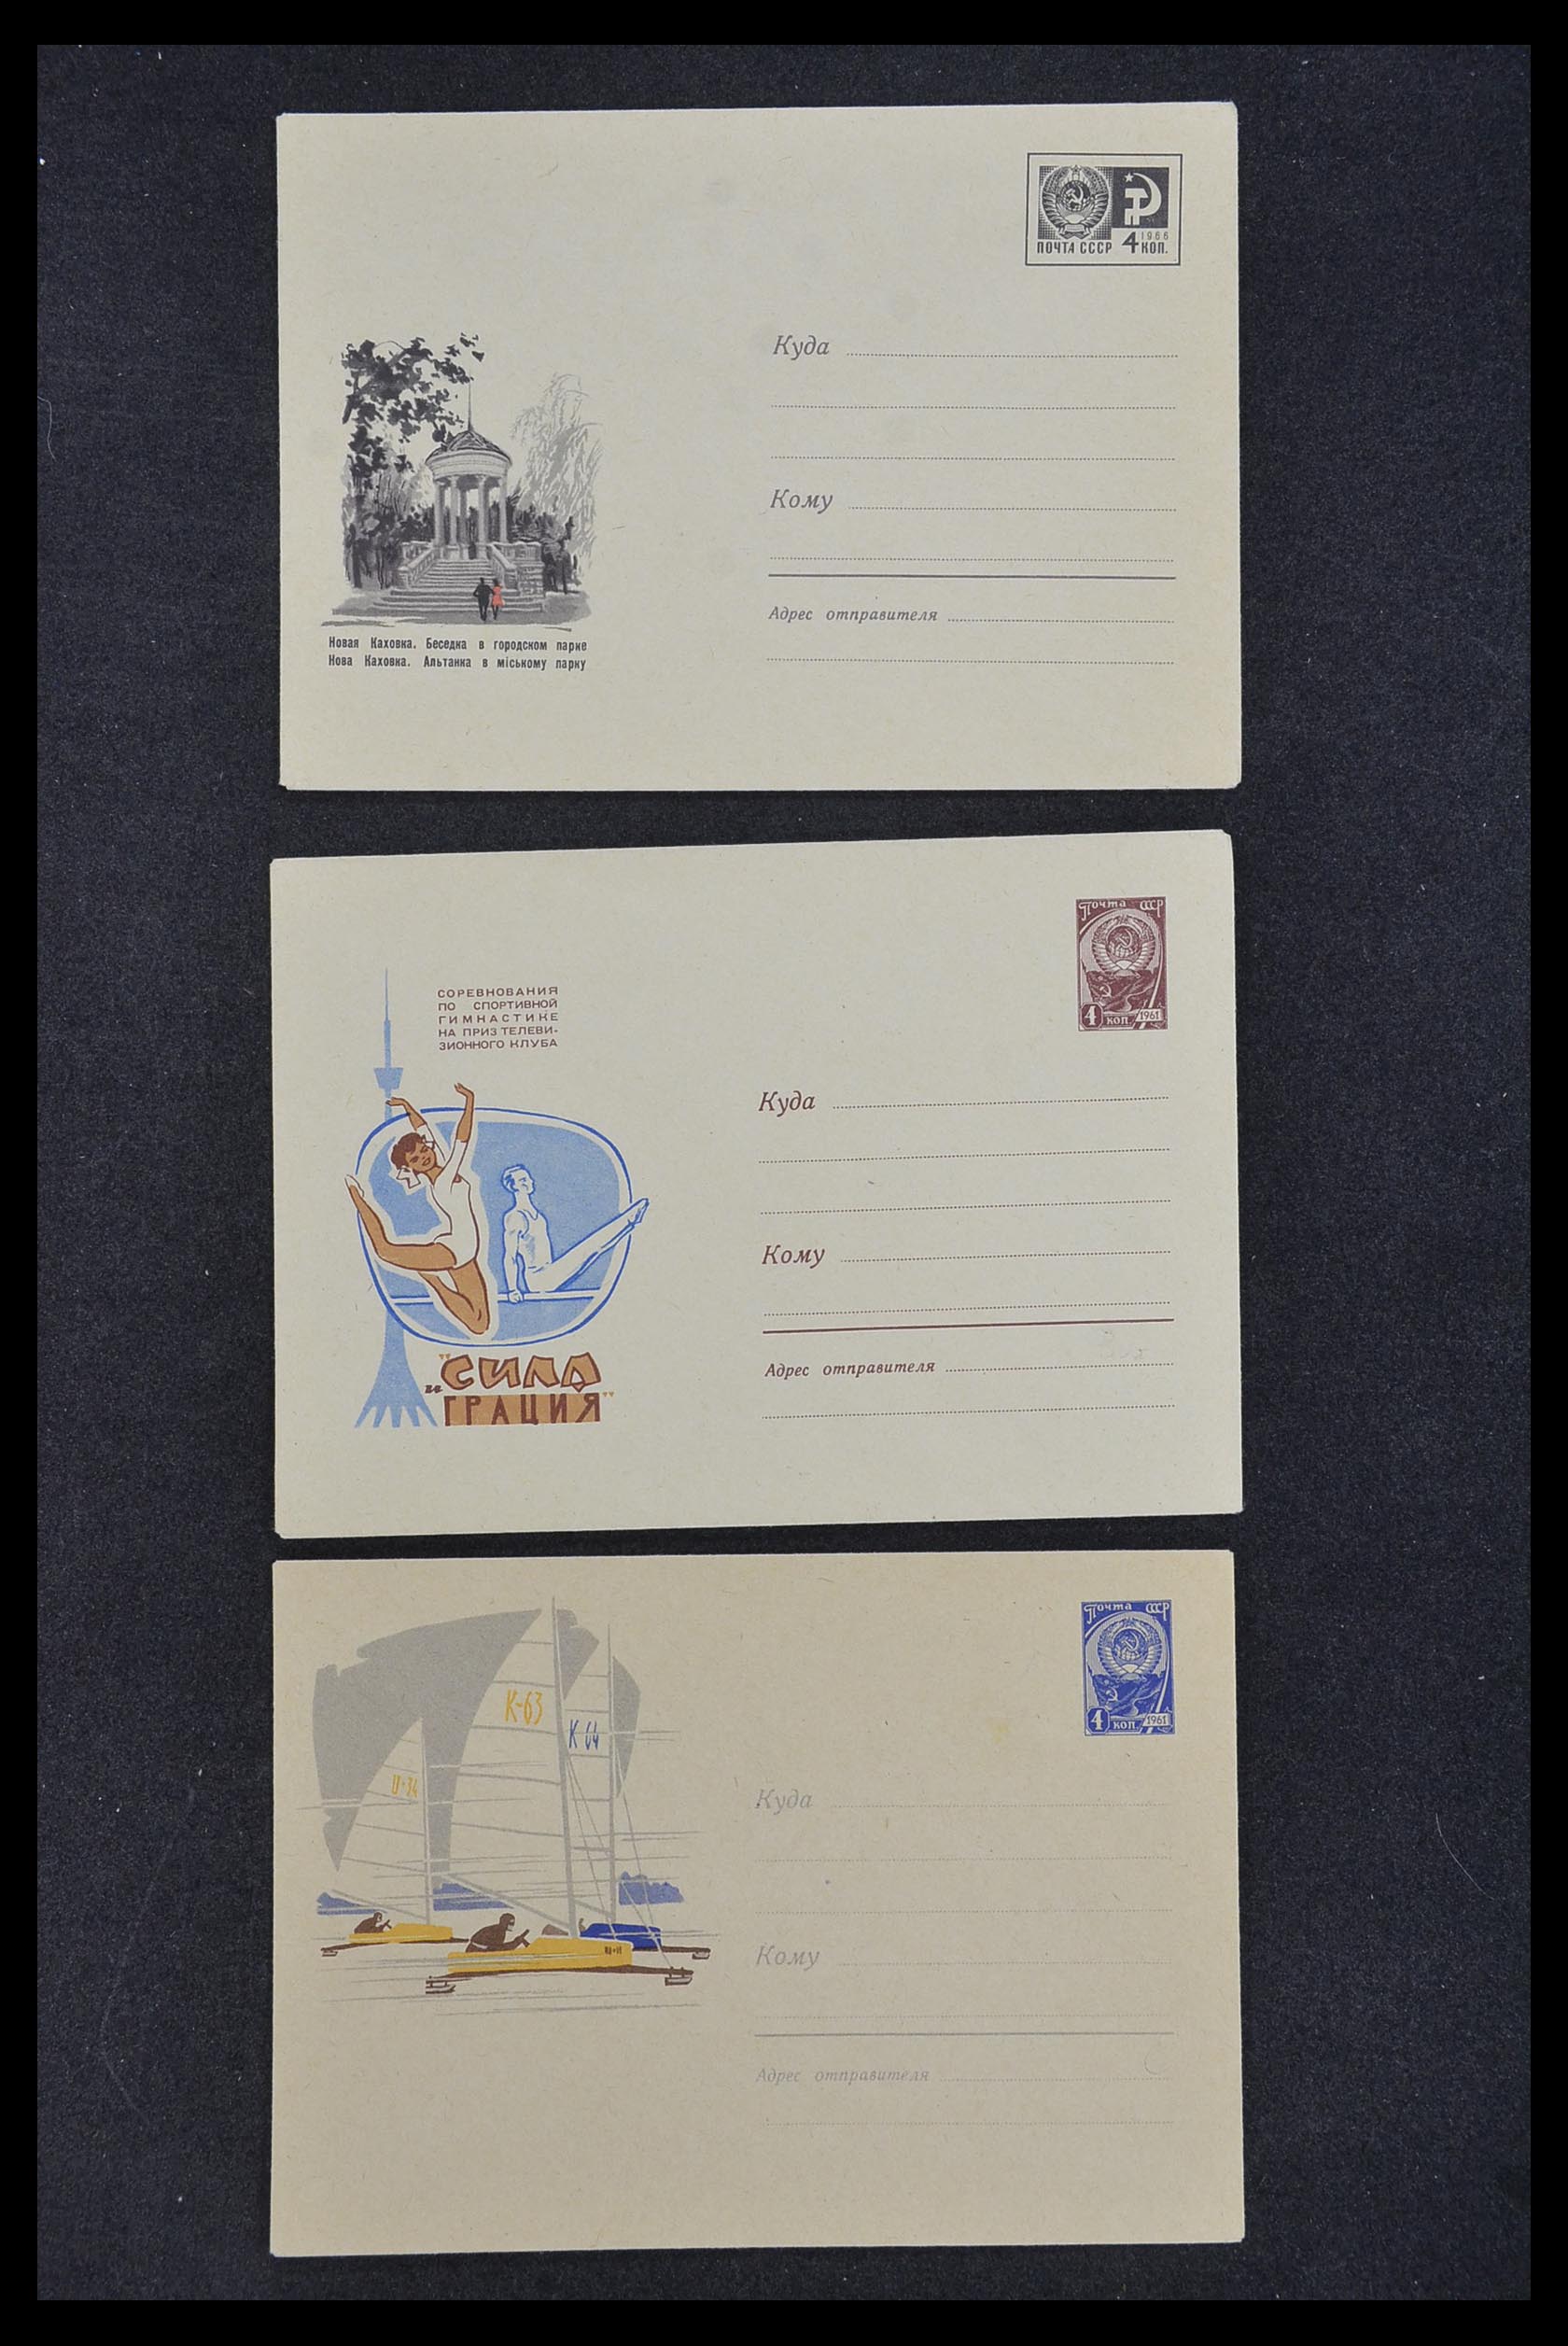 ПОЧТА СССР 4 1966 КОП.
Куда
Кому
Адрес отправителя
Новая Каховка. Беседка в городском парке
Нова Каховка. Альтанка в міському парку
Почта СССР
4 КОП. 1961
СОРЕВНОВАНИЯ
ПО СПОРТИВНОЙ
ГИМНАСТИКЕ
НА ПРИЗ ТЕЛЕВИ-
ЗИОННОГО КЛУБА
Куда
Кому
Адрес отправителя
"СИЛА
и ГРАЦИЯ"
Почта СССР
4 КОП. 1961
K-63
K 64
U-34
Куда
Кому
Адрес отправителя